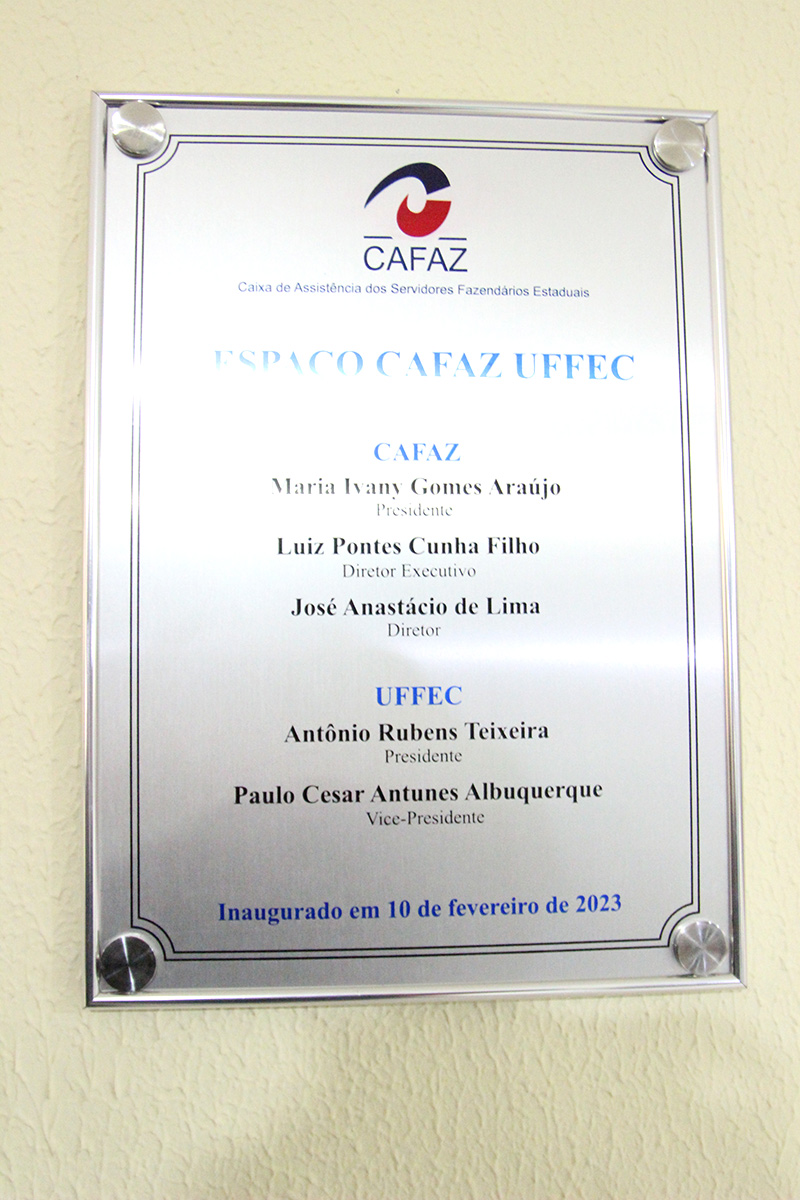 CAFAZ
Caixa de Assistência dos Servidores Fazendários Estaduais
ESPAÇO CAFAZ UFFEC
CAFAZ
Maria Ivany Gomes Araújo
Presidente
Luiz Pontes Cunha Filho
Diretor Executivo
José Anastácio de Lima
Diretor
UFFEC
Antônio Rubens Teixeira
Presidente
Paulo Cesar Antunes Albuquerque
Vice-Presidente
Inaugurado em 10 de fevereiro de 2023